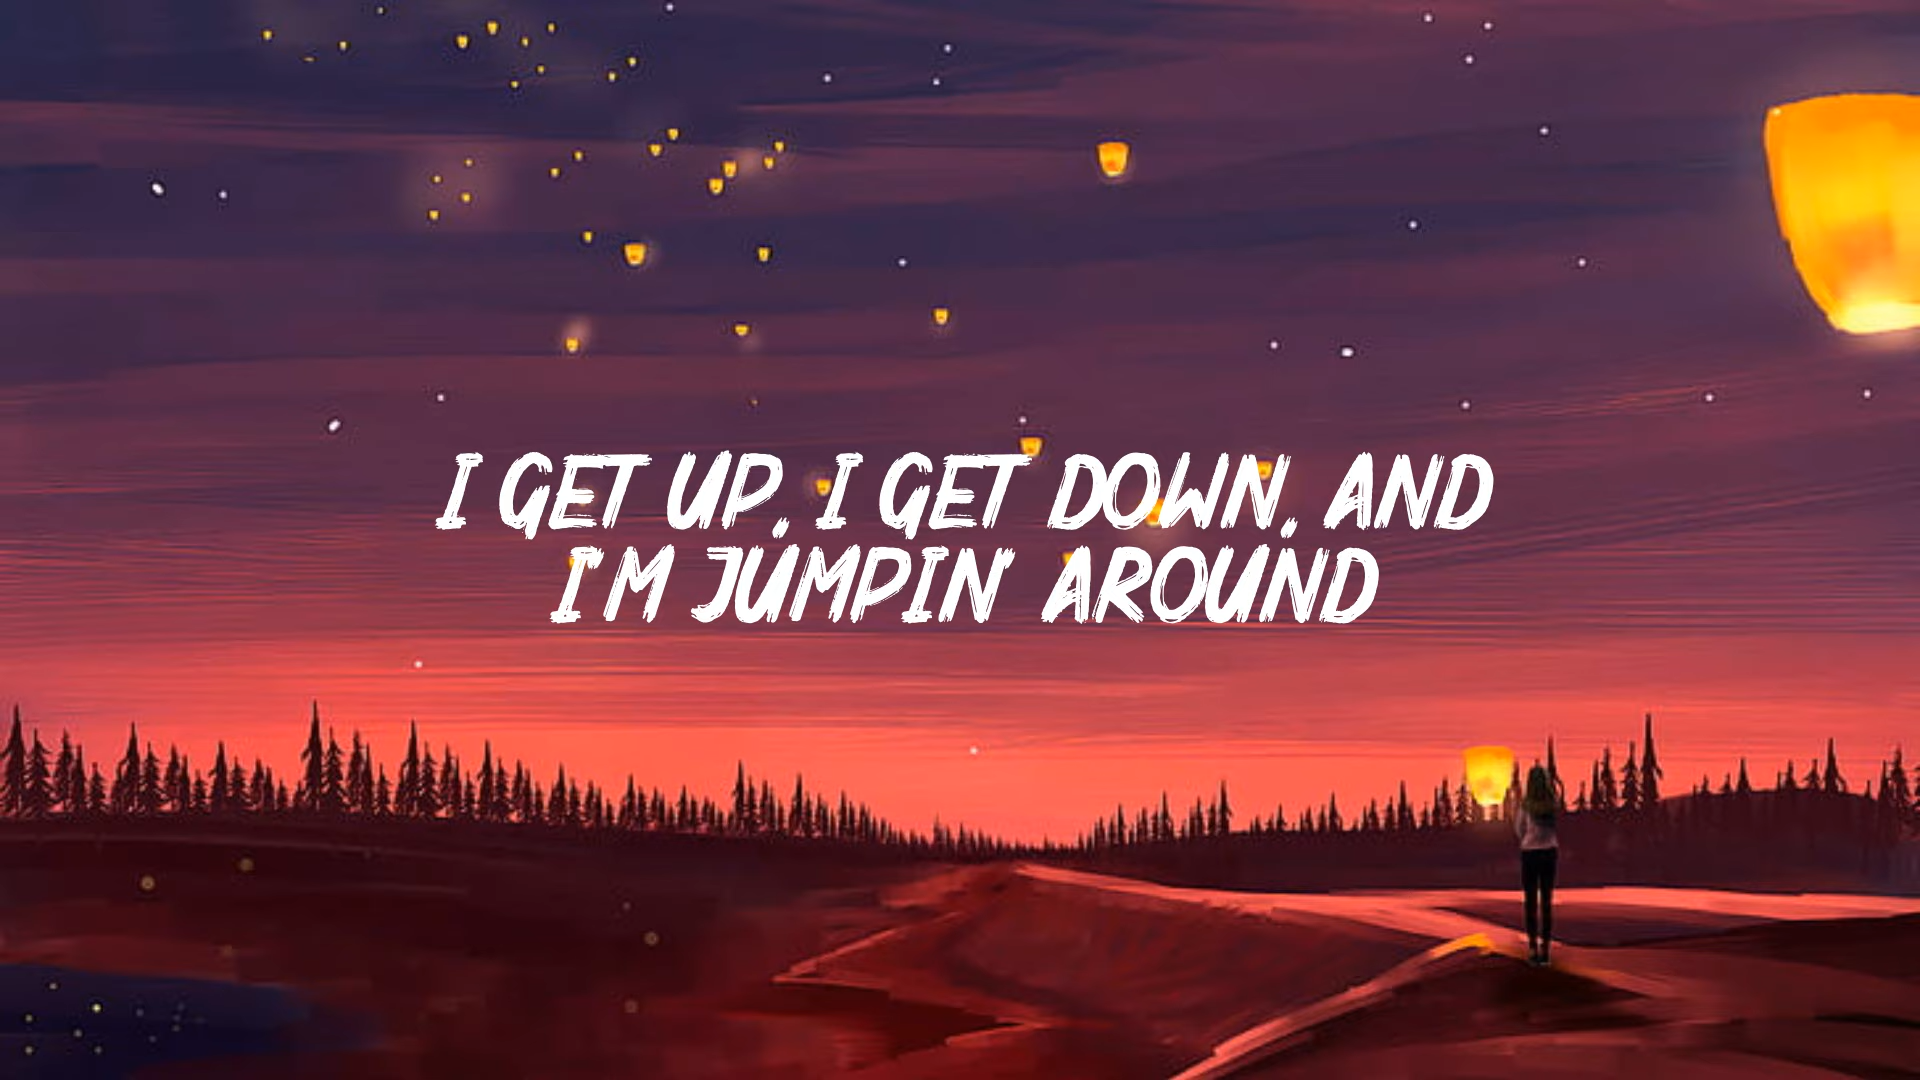 I GET UP, I GET DOWN, AND
I'M JUMPIN' AROUND